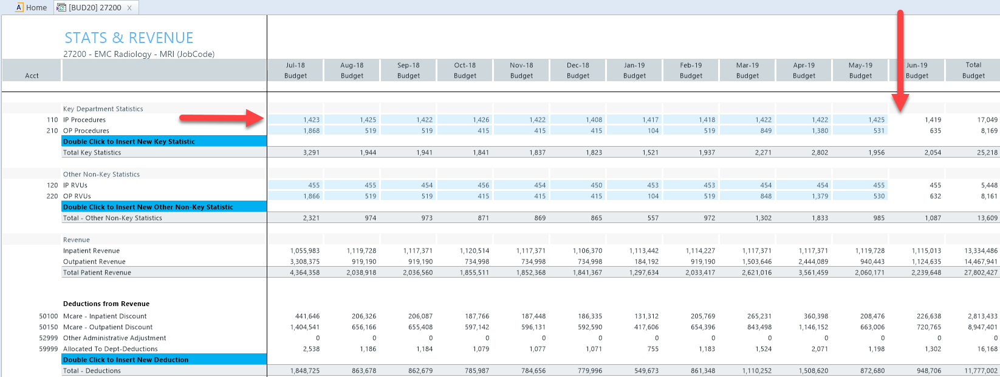 A Home [BUD20] 27200 x
STATS & REVENUE
27200 - EMC Radiology - MRI (JobCode)
Jul-18 Aug-18 Sep-18 Oct-18 Nov-18 Dec-18 Jan-19 Feb-19 Mar-19 Apr-19 May-19 Jun-19 Total
Acct Budget Budget Budget Budget Budget Budget Budget Budget Budget Budget Budget Budget Budget
Key Department Statistics
110 IP Procedures 1,423 1,425 1,422 1,426 1,422 1,408 1,417 1,418 1,422 1,422 1,425 1,419 17,049
210 OP Procedures 1,868 519 519 415 415 415 104 519 849 1,380 531 635 8,169
Double Click to Insert New Key Statistic
Total Key Statistics 3,291 1,944 1,941 1,841 1,837 1,823 1,521 1,937 2,271 2,802 1,956 2,054 25,218
Other Non-Key Statistics
120 IP RVUs 455 455 454 456 454 450 453 453 454 454 455 455 5,448
220 OP RVUs 1,866 519 519 415 415 415 104 519 848 1,379 530 632 8,161
Double Click to Insert New Other Non-Key Statistic
Total - Other Non-Key Statistics 2,321 974 973 871 869 865 557 972 1,302 1,833 985 1,087 13,609
Revenue
Inpatient Revenue 1,055,983 1,119,728 1,117,371 1,120,514 1,117,371 1,106,370 1,113,442 1,114,227 1,117,371 1,117,371 1,119,728 1,115,013 13,334,486
Outpatient Revenue 3,308,375 919,190 919,190 734,998 734,998 734,998 184,192 919,190 1,503,646 2,444,089 940,443 1,124,635 14,467,941
Total Patient Revenue 4,364,358 2,038,918 2,036,560 1,855,511 1,852,368 1,841,367 1,297,634 2,033,417 2,621,016 3,561,459 2,060,171 2,239,648 27,802,427
Deductions from Revenue
50100 Mcare - Inpatient Discount 441,646 206,326 206,087 187,766 187,448 186,335 131,312 205,769 265,231 360,398 208,476 226,638 2,813,433
50150 Mcare - Outpatient Discount 1,404,541 656,166 655,408 597,142 596,131 592,590 417,606 654,396 843,498 1,146,152 663,006 720,765 8,947,401
52999 Other Administrative Adjustment 0 0 0 0 0 0 0 0 0 0 0 0 0
59999 Allocated To Dept-Deductions 2,538 1,186 1,184 1,079 1,077 1,071 755 1,183 1,524 2,071 1,198 1,302 16,168
Double Click to Insert New Deduction
Total - Deductions 1,848,725 863,678 862,679 785,987 784,656 779,996 549,673 861,348 1,110,252 1,508,620 872,680 948,706 11,777,002